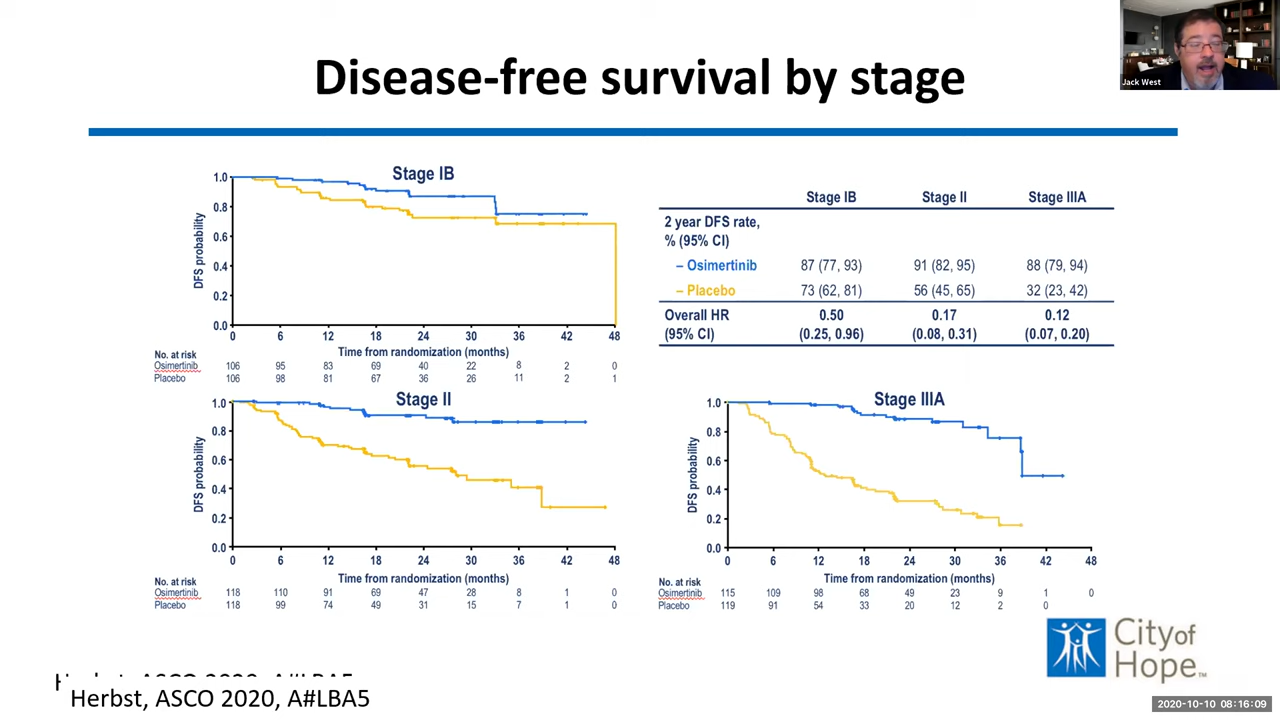 Disease-free survival by stage
Jack West
Stage IB
DFS probability
1.0
0.8
0.6
0.4
0.2
0.0
0 6 12 18 24 30 36 42 48
Time from randomization (months)
No. at risk
Osimertinib 106 95 83 69 40 22 8 2 0
Placebo 106 98 81 67 36 26 11 2 1
Stage IB Stage II Stage IIIA
2 year DFS rate,
% (95% CI)
– Osimertinib 87 (77, 93) 91 (82, 95) 88 (79, 94)
– Placebo 73 (62, 81) 56 (45, 65) 32 (23, 42)
Overall HR 0.50 0.17 0.12
(95% CI) (0.25, 0.96) (0.08, 0.31) (0.07, 0.20)
Stage II
DFS probability
1.0
0.8
0.6
0.4
0.2
0.0
0 6 12 18 24 30 36 42 48
Time from randomization (months)
No. at risk
Osimertinib 118 110 91 69 47 28 8 1 0
Placebo 118 99 74 49 31 15 7 1 0
Stage IIIA
DFS probability
1.0
0.8
0.6
0.4
0.2
0.0
0 6 12 18 24 30 36 42 48
Time from randomization (months)
No. at risk
Osimertinib 115 109 98 68 49 23 9 1 0
Placebo 119 91 54 33 20 12 2 0
City of
Hope™
Herbst, ASCO 2020, A#LBA5
Herbst, ASCO 2020, A#LBA5
2020-10-10 08:16:09